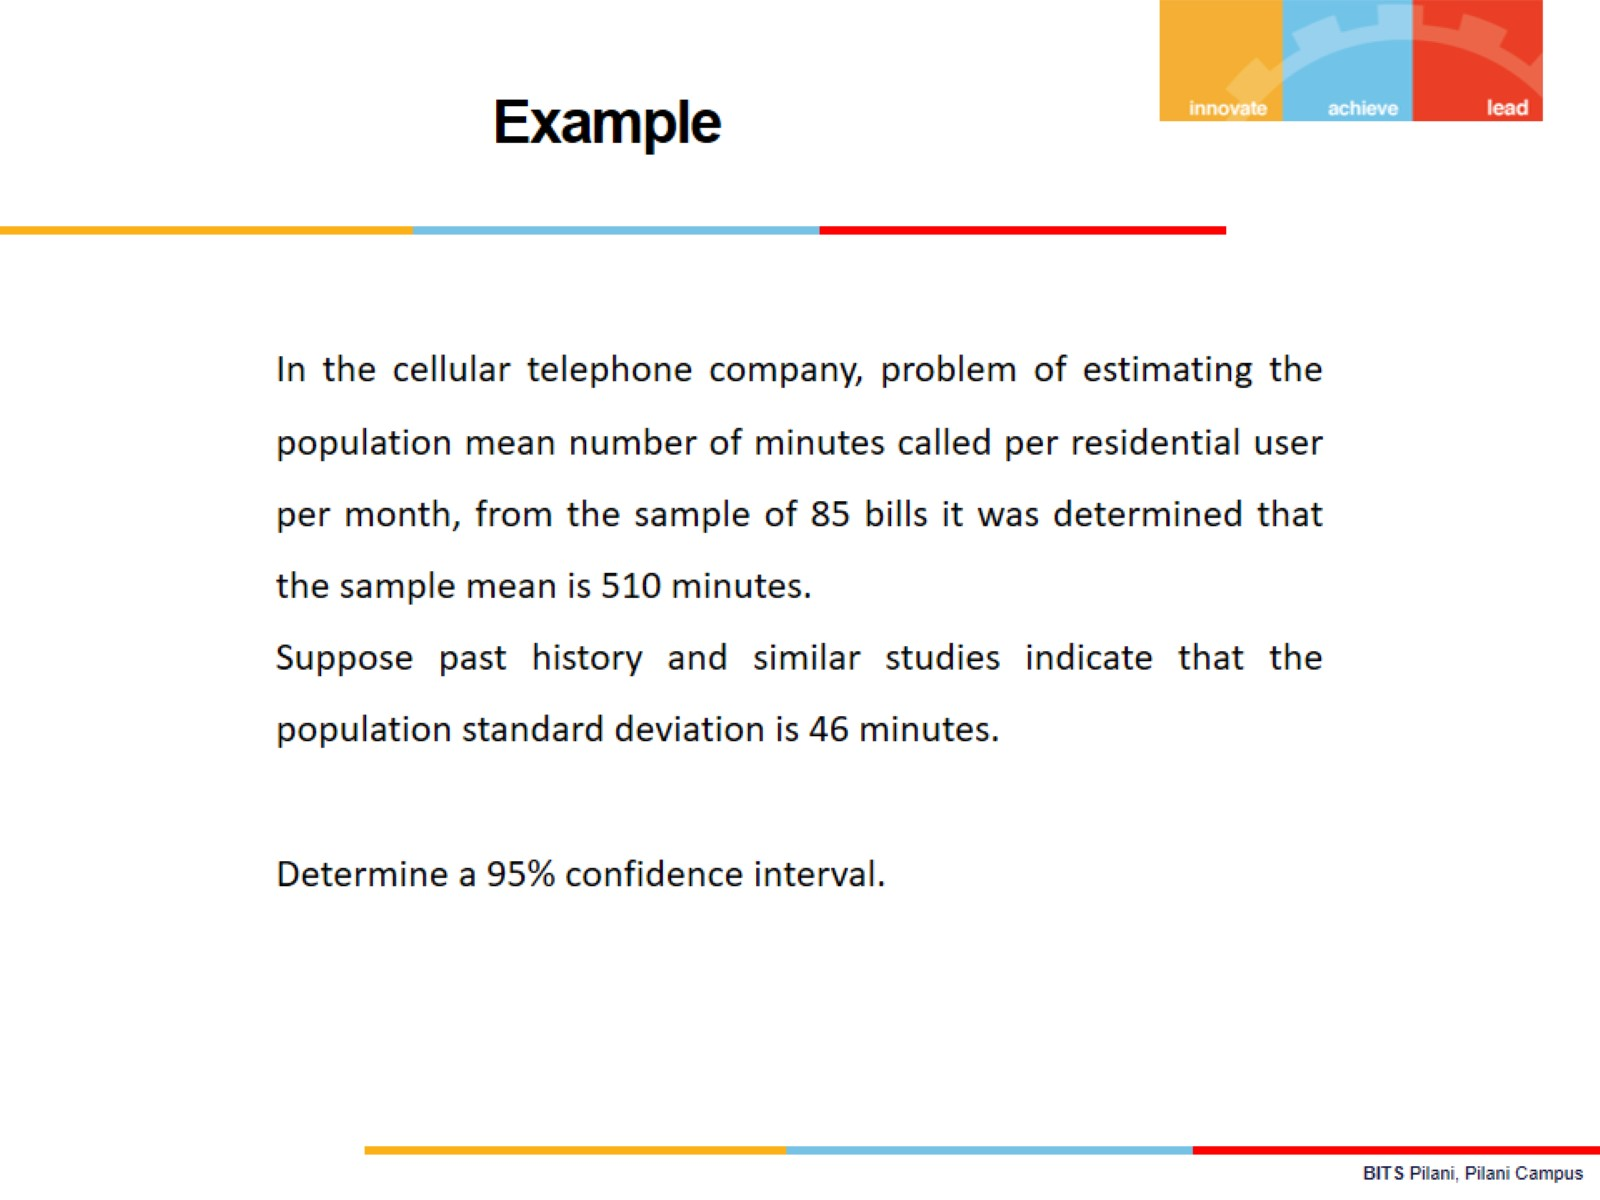 innovate achieve lead
Example
In the cellular telephone company, problem of estimating the
population mean number of minutes called per residential user
per month, from the sample of 85 bills it was determined that
the sample mean is 510 minutes.
Suppose past history and similar studies indicate that the
population standard deviation is 46 minutes.
Determine a 95% confidence interval.
BITS Pilani, Pilani Campus